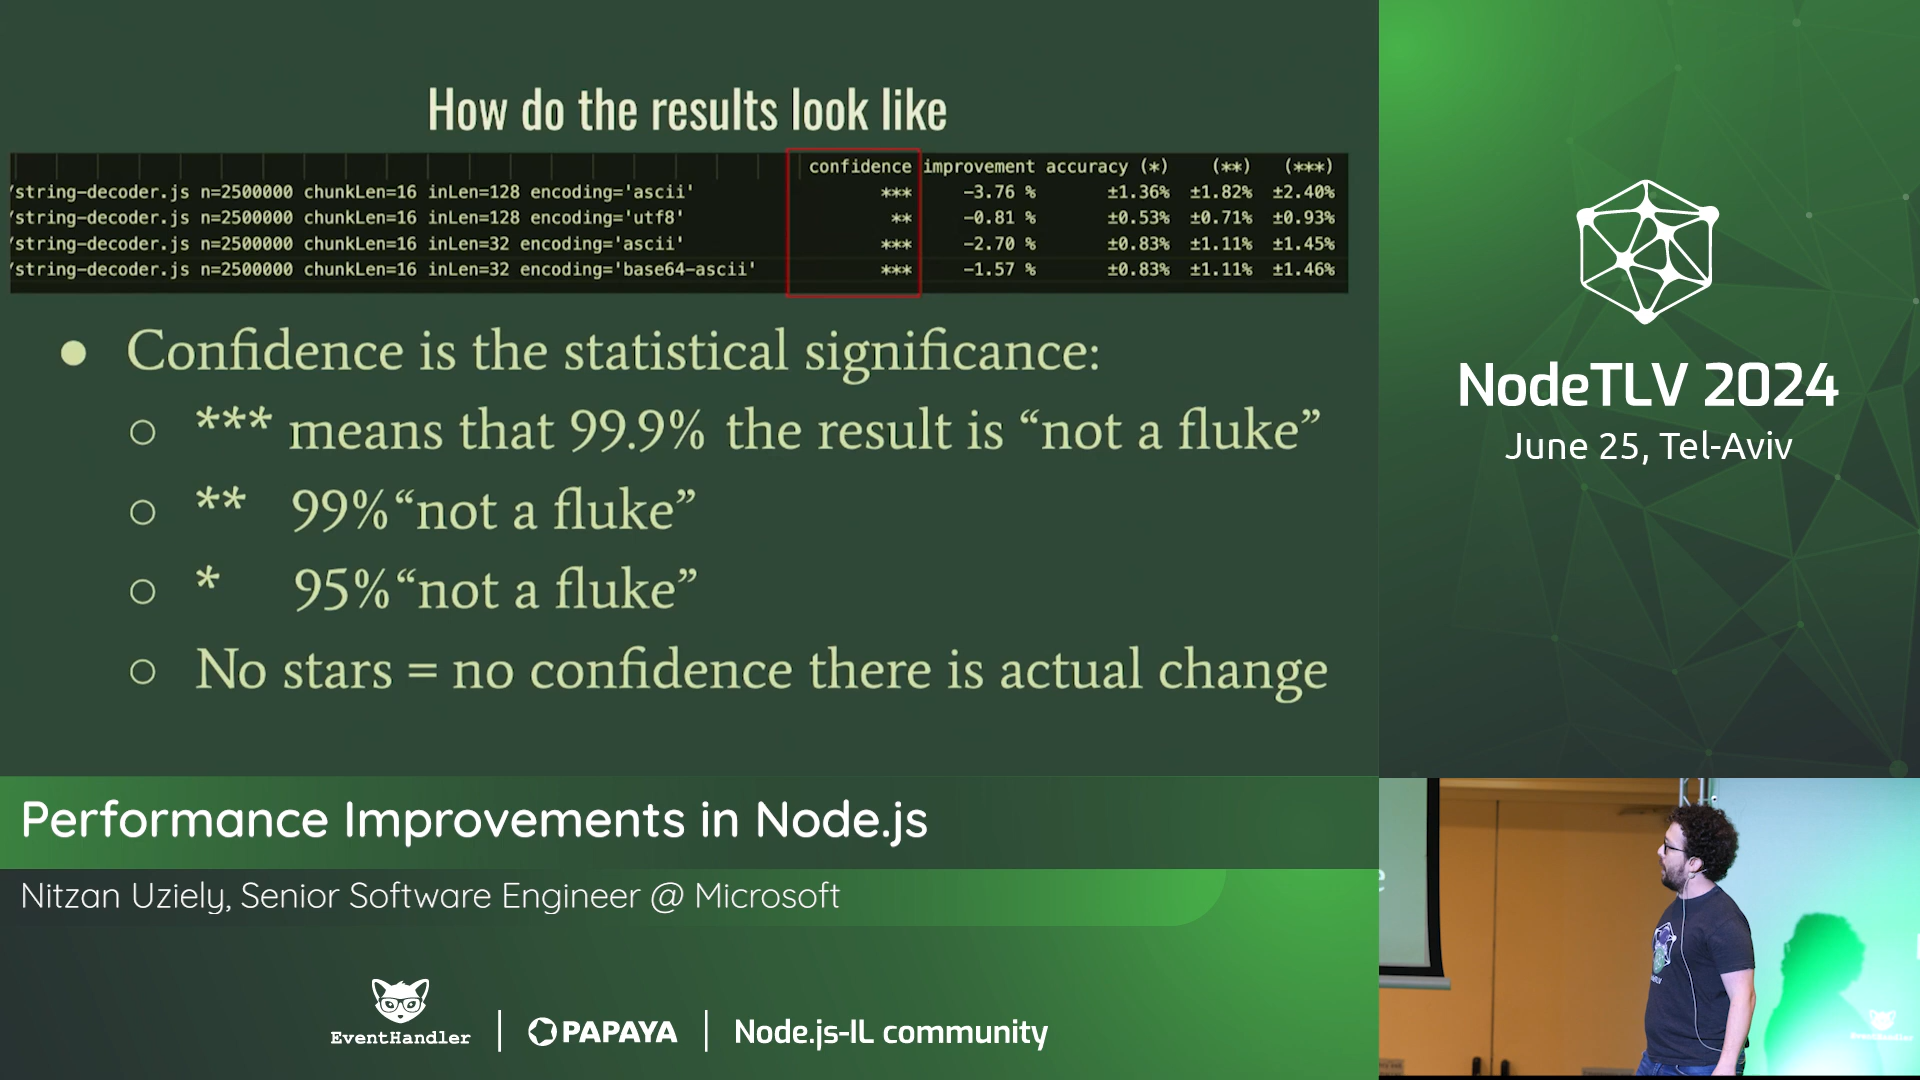 How do the results look like
confidence improvement accuracy (*) (**) (***)
/string-decoder.js n=2500000 chunkLen=16 inLen=128 encoding='ascii' *** -3.76 % ±1.36% ±1.82% ±2.40%
/string-decoder.js n=2500000 chunkLen=16 inLen=128 encoding='utf8' ** -0.81 % ±0.53% ±0.71% ±0.93%
/string-decoder.js n=2500000 chunkLen=16 inLen=32 encoding='ascii' *** -2.70 % ±0.83% ±1.11% ±1.45%
/string-decoder.js n=2500000 chunkLen=16 inLen=32 encoding='base64-ascii' *** -1.57 % ±0.83% ±1.11% ±1.46%
● Confidence is the statistical significance:
○ *** means that 99.9% the result is “not a fluke”
○ ** 99%“not a fluke”
○ * 95%“not a fluke”
○ No stars = no confidence there is actual change
NodeTLV 2024
June 25, Tel-Aviv
Performance Improvements in Node.js
Nitzan Uziely, Senior Software Engineer @ Microsoft
EventHandler | PAPAYA | Node.js-IL community